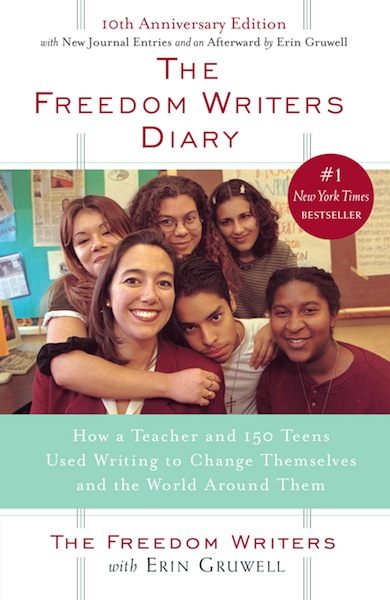 10th Anniversary Edition
with New Journal Entries and an Afterward by Erin Gruwell
THE
FREEDOM WRITERS
DIARY
#1
New York Times
BESTSELLER
How a Teacher and 150 Teens
Used Writing to Change Themselves
and the World Around Them
THE FREEDOM WRITERS
with ERIN GRUWELL